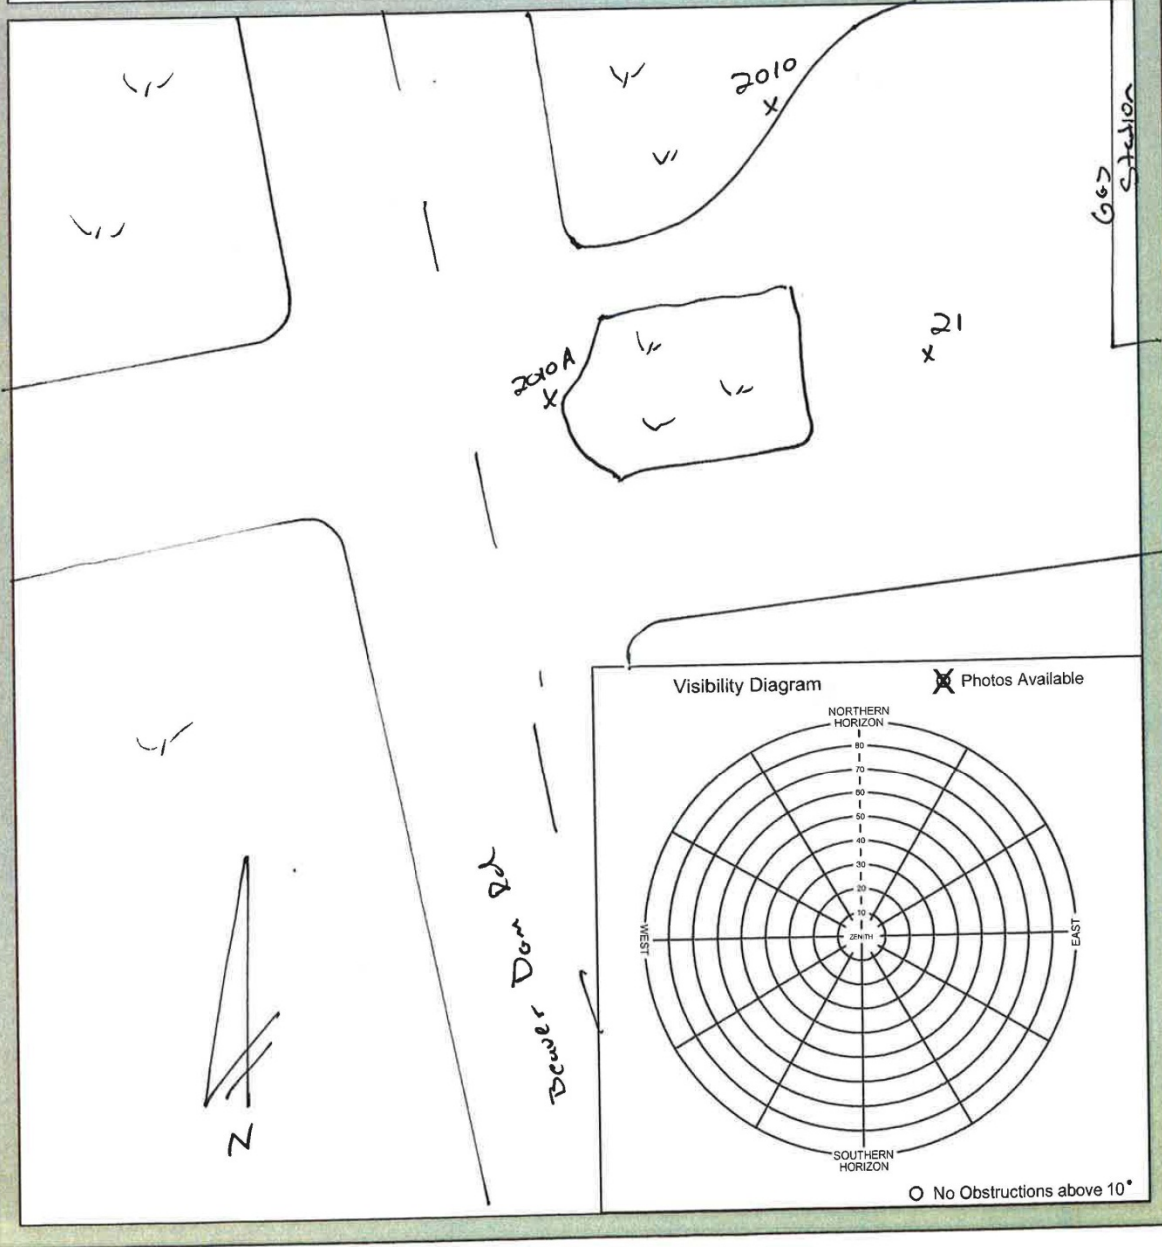 2010
Gas
Station
21
2010A
Beaver Dam Rd
N
Visibility Diagram
Photos Available
NORTHERN
HORIZON
80
70
60
50
40
30
20
10
ZENITH
WEST
EAST
SOUTHERN
HORIZON
No Obstructions above 10°